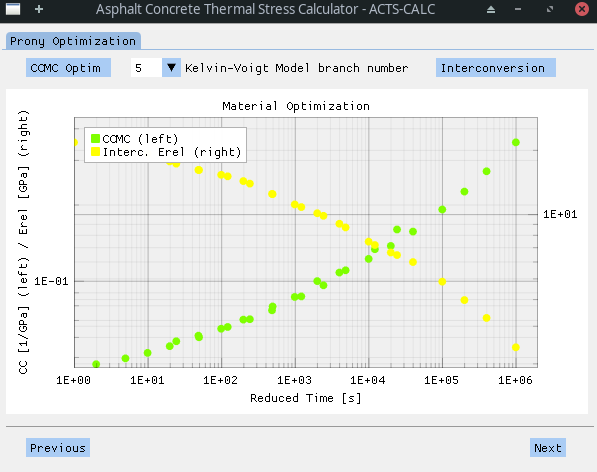 Asphalt Concrete Thermal Stress Calculator - ACTS-CALC
Prony Optimization
CCMC Optim
5
Kelvin-Voigt Model branch number
Interconversion
Material Optimization
CC [1/GPa] (left) / Erel [GPa] (right)
CCMC (left)
Interc. Erel (right)
1E+01
1E-01
1E+00 1E+01 1E+02 1E+03 1E+04 1E+05 1E+06
Reduced Time [s]
Previous
Next